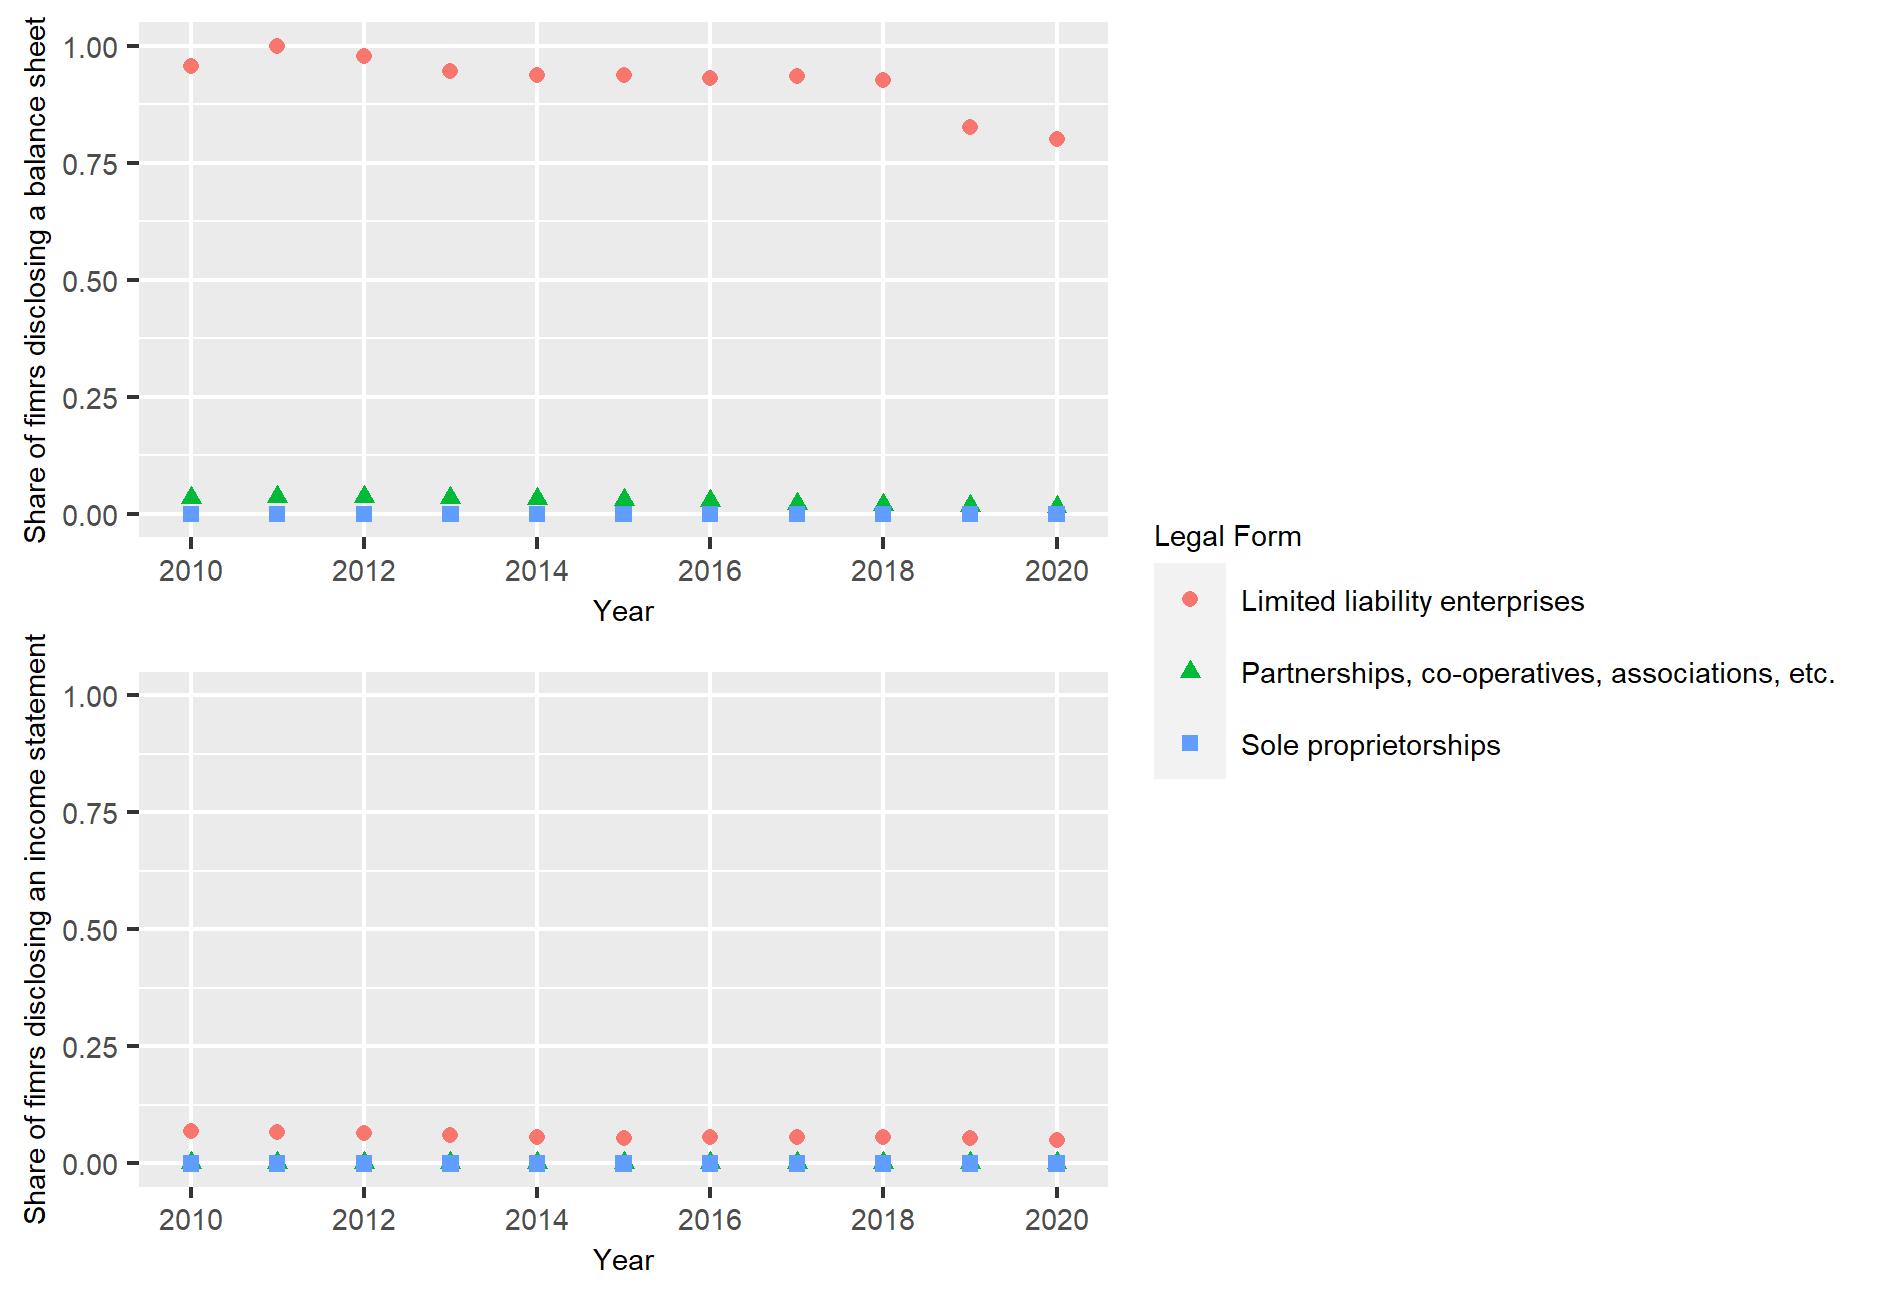 Share of fimrs disclosing a balance sheet
1.00
0.75
0.50
0.25
0.00
2010 2012 2014 2016 2018 2020
Year
Share of fimrs disclosing an income statement
1.00
0.75
0.50
0.25
0.00
2010 2012 2014 2016 2018 2020
Year
Legal Form
Limited liability enterprises
Partnerships, co-operatives, associations, etc.
Sole proprietorships